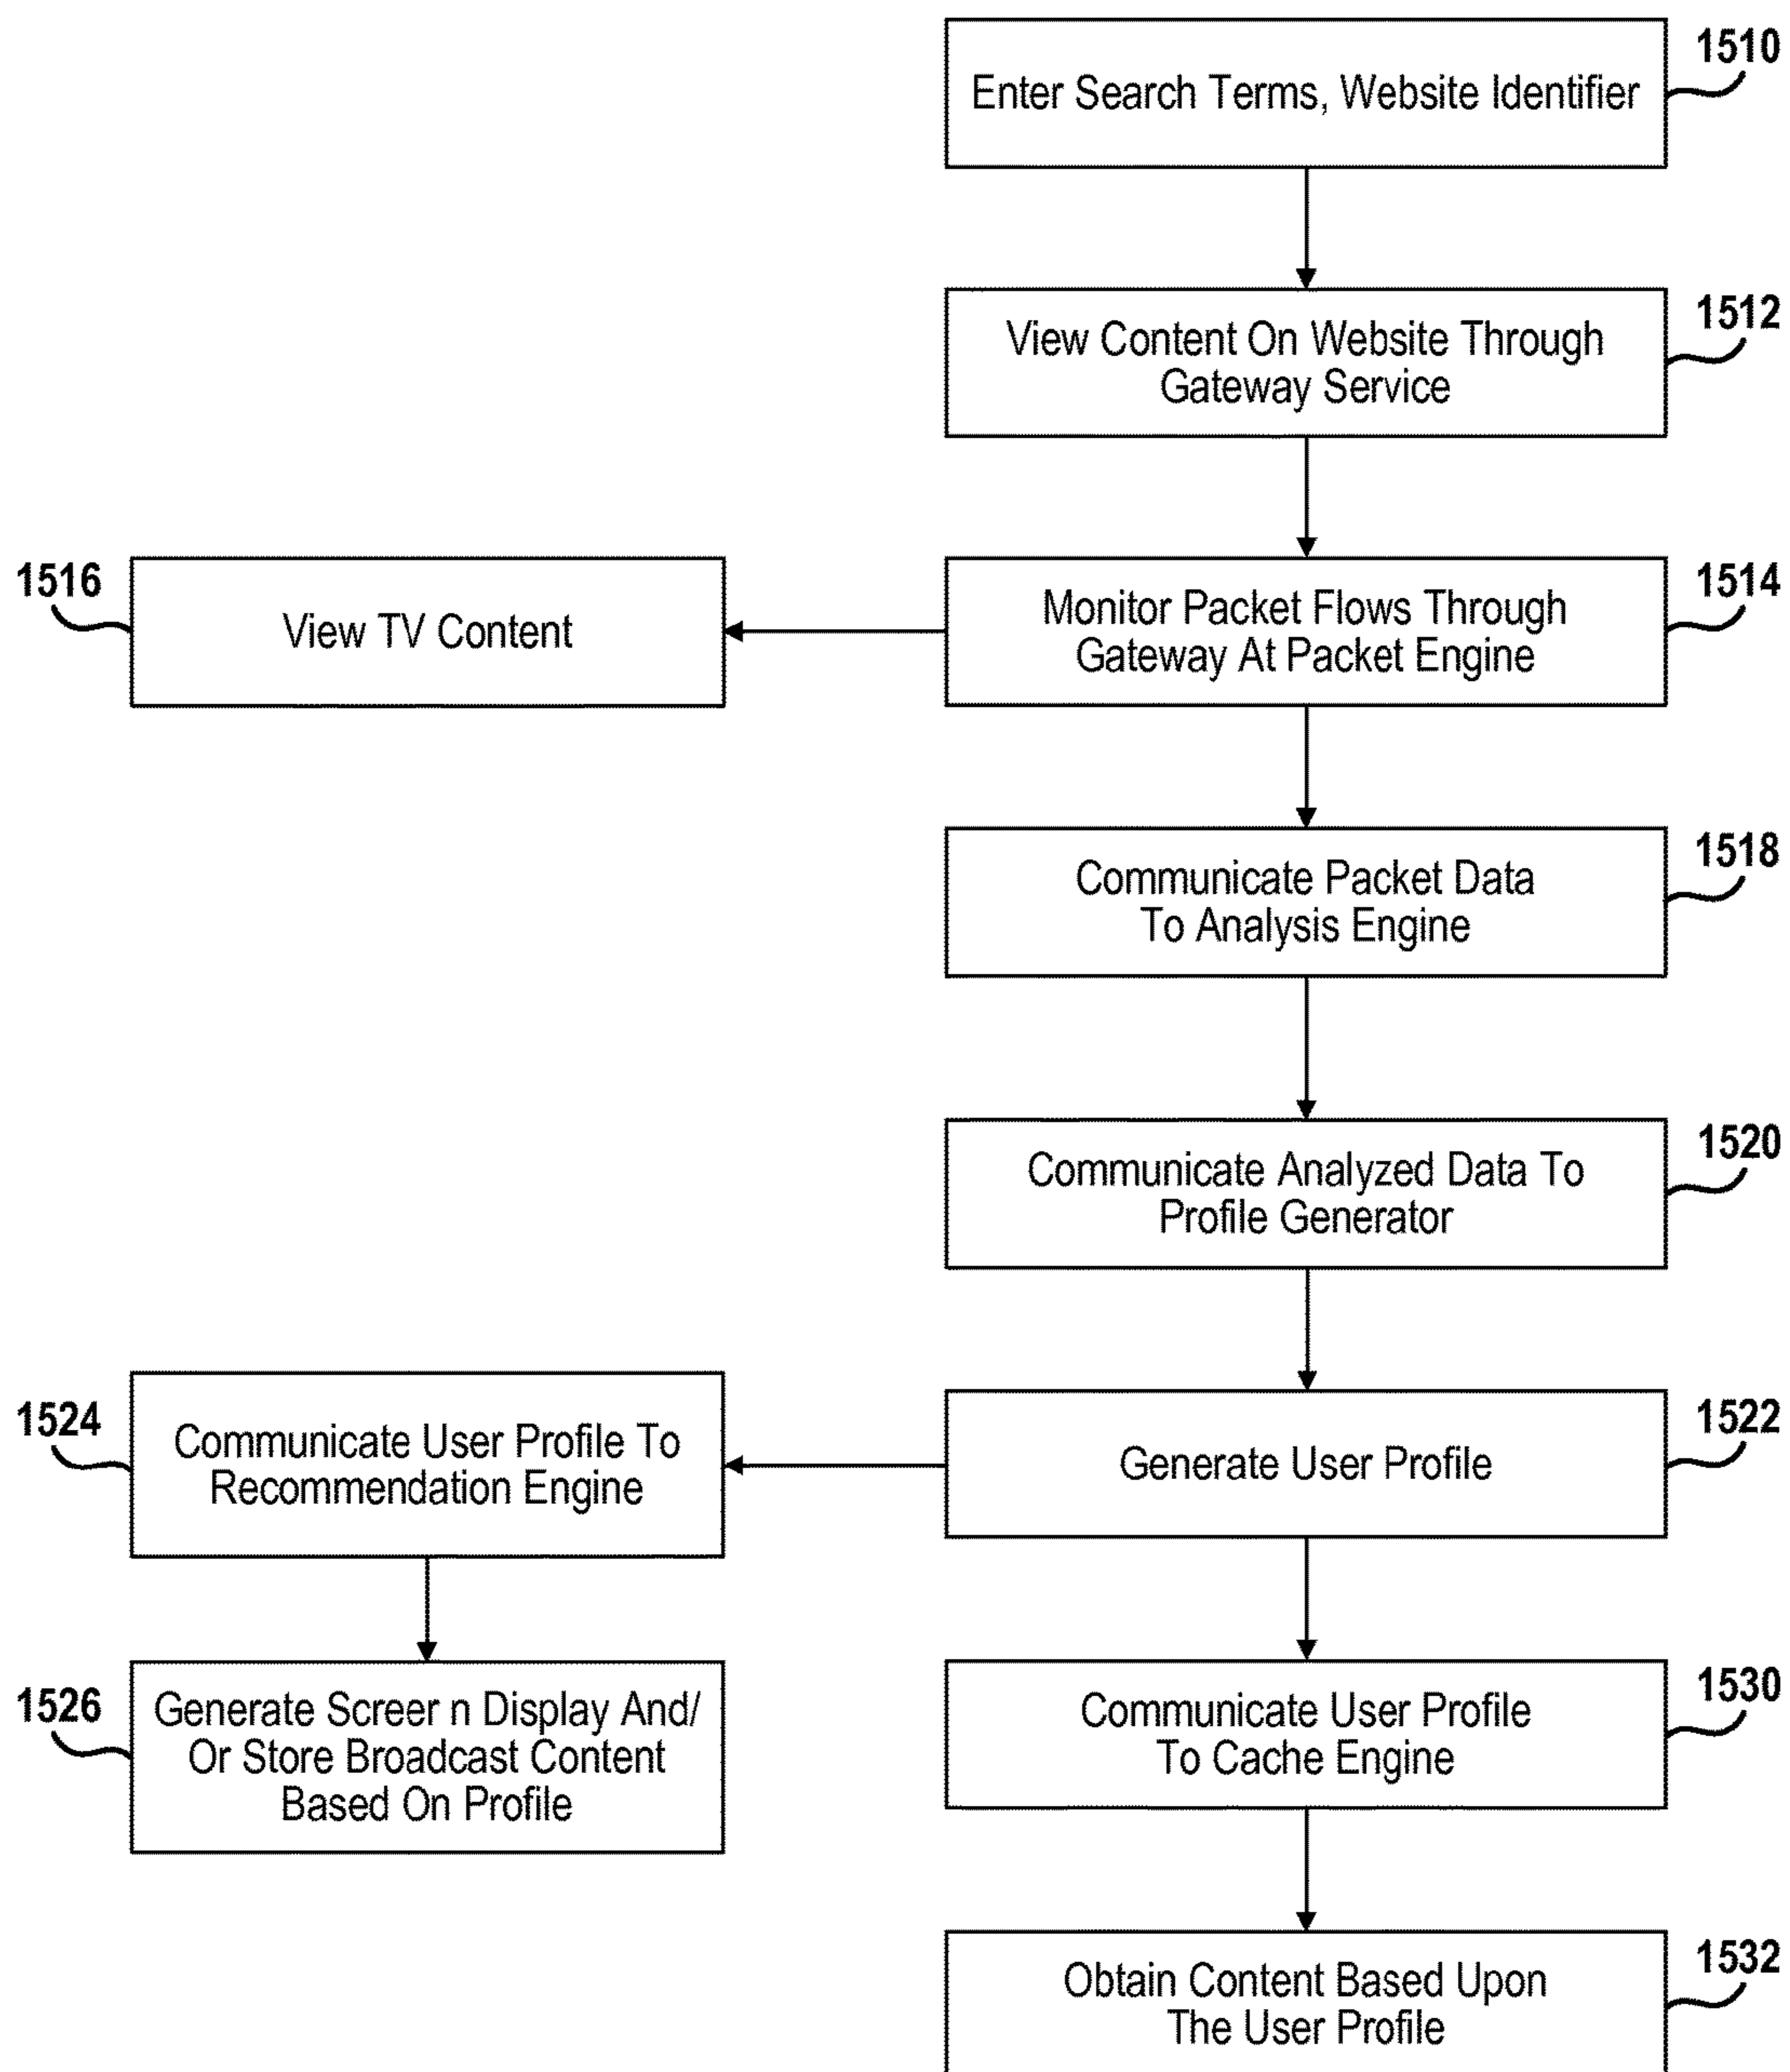 1510
Enter Search Terms, Website Identifier
1512
View Content On Website Through
Gateway Service
1516
View TV Content
1514
Monitor Packet Flows Through
Gateway At Packet Engine
1518
Communicate Packet Data
To Analysis Engine
1520
Communicate Analyzed Data To
Profile Generator
1524
Communicate User Profile To
Recommendation Engine
1522
Generate User Profile
1526
Generate Screer n Display And/
Or Store Broadcast Content
Based On Profile
1530
Communicate User Profile
To Cache Engine
1532
Obtain Content Based Upon
The User Profile